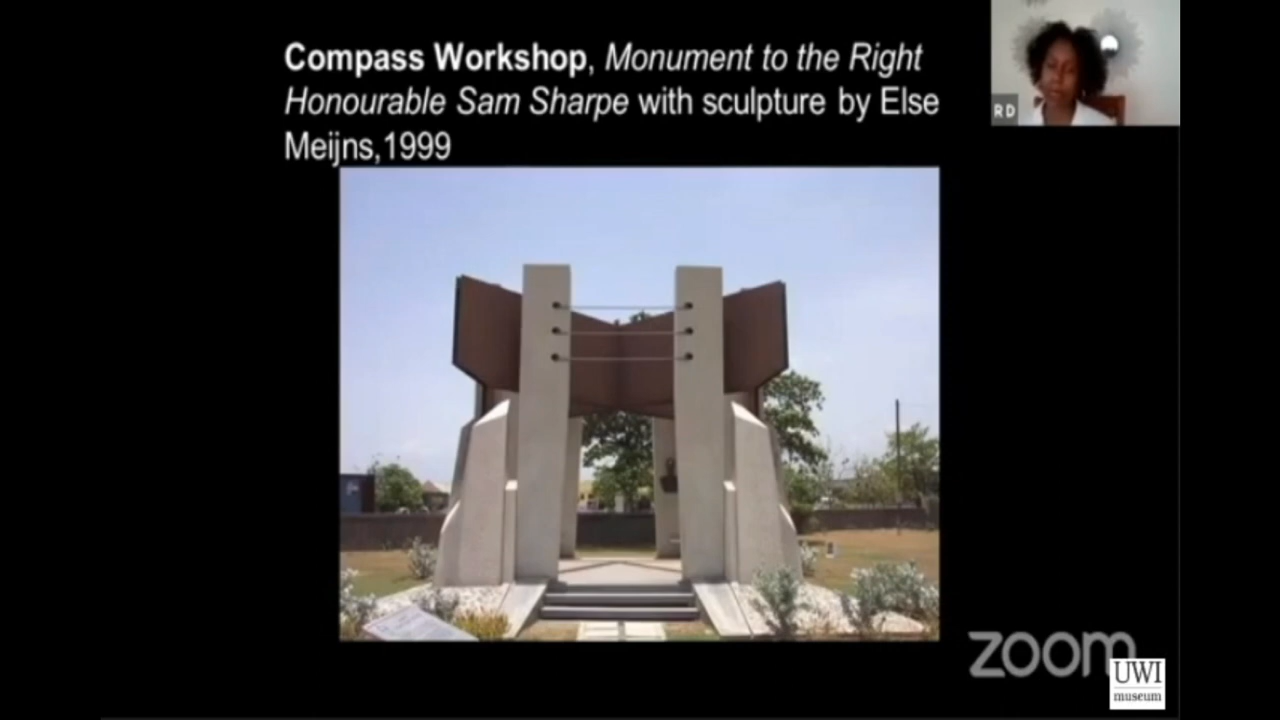 Compass Workshop, Monument to the Right
Honourable Sam Sharpe with sculpture by Else
Meijns,1999
RD
zoom
UWI
museum